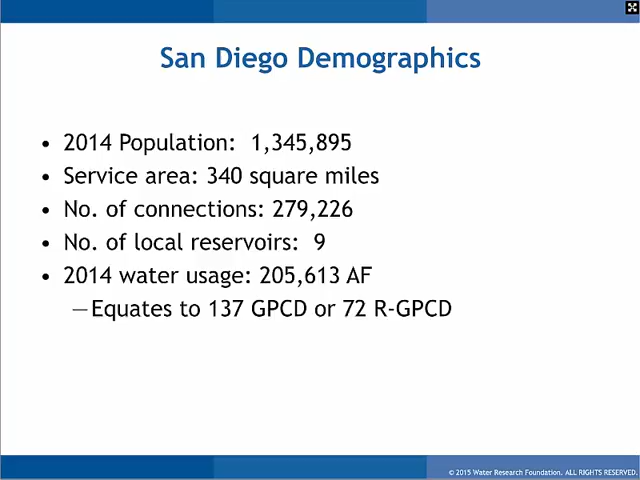 San Diego Demographics
• 2014 Population: 1,345,895
• Service area: 340 square miles
• No. of connections: 279,226
• No. of local reservoirs: 9
• 2014 water usage: 205,613 AF
—Equates to 137 GPCD or 72 R-GPCD
© 2015 Water Research Foundation. ALL RIGHTS RESERVED.